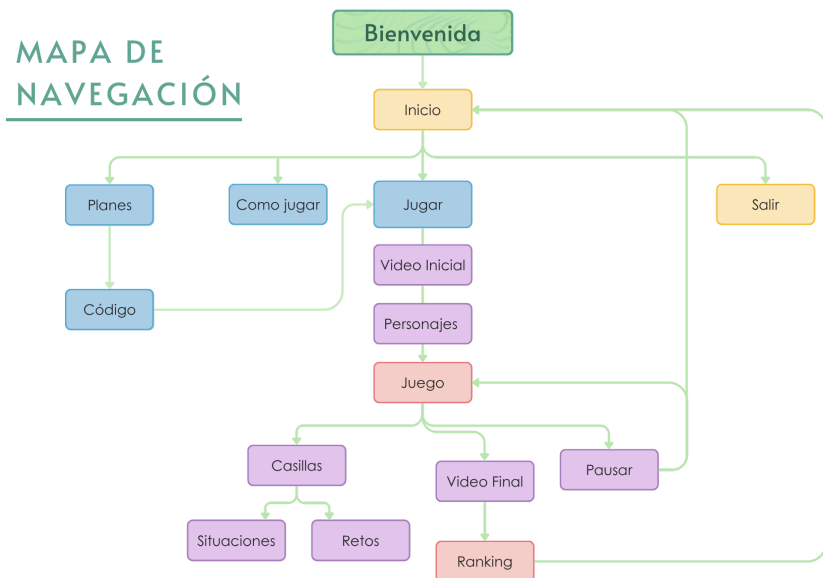 Bienvenida
MAPA DE
NAVEGACIÓN
Inicio
Planes
Como jugar
Jugar
Salir
Video Inicial
Código
Personajes
Juego
Casillas
Video Final
Pausar
Situaciones
Retos
Ranking